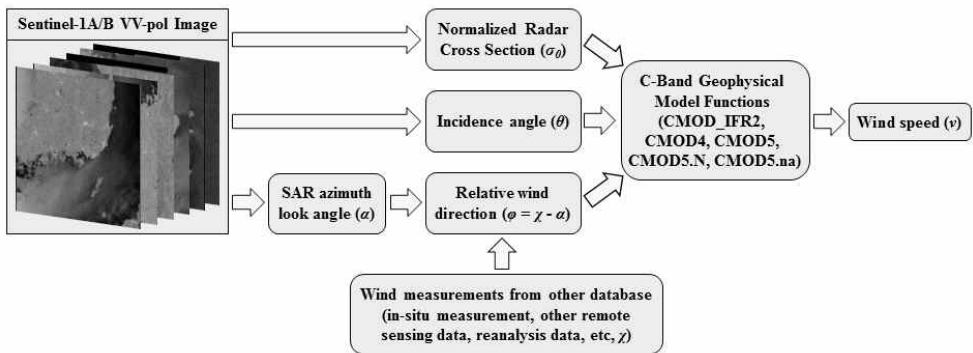 Sentinel-1A/B VV-pol Image
Normalized Radar
Cross Section (σ0)
Incidence angle (θ)
SAR azimuth
look angle (α)
Relative wind
direction (φ = χ - α)
C-Band Geophysical
Model Functions
(CMOD_IFR2,
CMOD4, CMOD5,
CMOD5.N, CMOD5.na)
Wind speed (v)
Wind measurements from other database
(in-situ measurement, other remote
sensing data, reanalysis data, etc, χ)